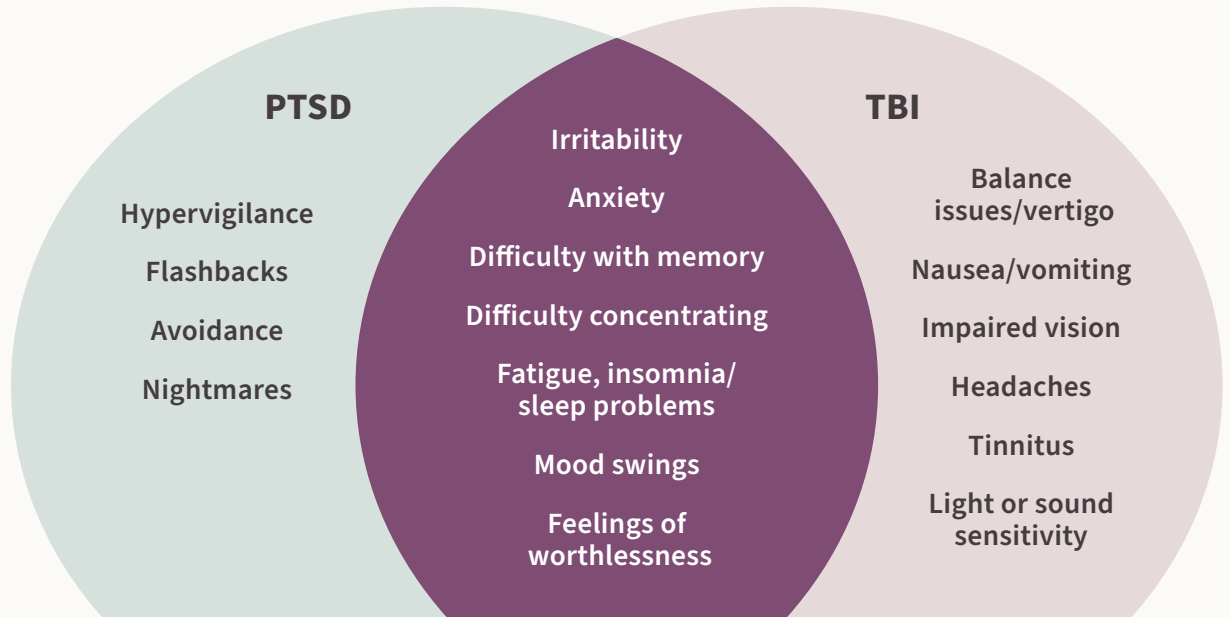 PTSD
Hypervigilance
Flashbacks
Avoidance
Nightmares
Irritability
Anxiety
Difficulty with memory
Difficulty concentrating
Fatigue, insomnia/
sleep problems
Mood swings
Feelings of
worthlessness
TBI
Balance
issues/vertigo
Nausea/vomiting
Impaired vision
Headaches
Tinnitus
Light or sound
sensitivity